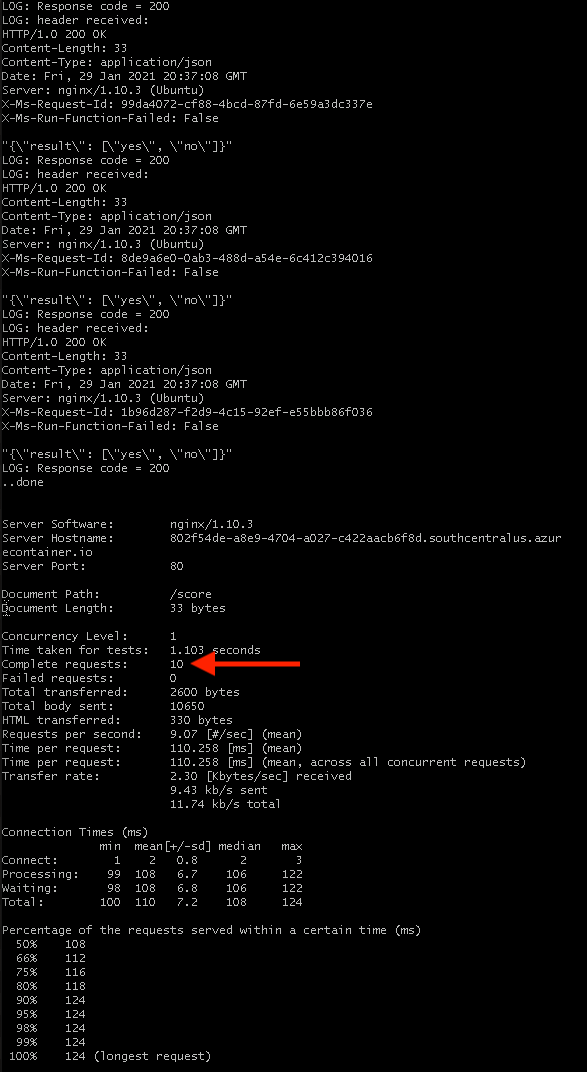 LOG: Response code = 200
LOG: header received:
HTTP/1.0 200 OK
Content-Length: 33
Content-Type: application/json
Date: Fri, 29 Jan 2021 20:37:08 GMT
Server: nginx/1.10.3 (Ubuntu)
X-Ms-Request-Id: 99da4072-cf88-4bcd-87fd-6e59a3dc337e
X-Ms-Run-Function-Failed: False
"{\"result\": [\"yes\", \"no\"]}"
LOG: Response code = 200
LOG: header received:
HTTP/1.0 200 OK
Content-Length: 33
Content-Type: application/json
Date: Fri, 29 Jan 2021 20:37:08 GMT
Server: nginx/1.10.3 (Ubuntu)
X-Ms-Request-Id: 8de9a6e0-0ab3-488d-a54e-6c412c394016
X-Ms-Run-Function-Failed: False
"{\"result\": [\"yes\", \"no\"]}"
LOG: Response code = 200
LOG: header received:
HTTP/1.0 200 OK
Content-Length: 33
Content-Type: application/json
Date: Fri, 29 Jan 2021 20:37:08 GMT
Server: nginx/1.10.3 (Ubuntu)
X-Ms-Request-Id: 1b96d287-f2d9-4c15-92ef-e55bbb86f036
X-Ms-Run-Function-Failed: False
"{\"result\": [\"yes\", \"no\"]}"
LOG: Response code = 200
..done
Server Software: nginx/1.10.3
Server Hostname: 802f54de-a8e9-4704-a027-c422aacb6f8d.southcentralus.azur
econtainer.io
Server Port: 80
Document Path: /score
Document Length: 33 bytes
Concurrency Level: 1
Time taken for tests: 1.103 seconds
Complete requests: 10
Failed requests: 0
Total transferred: 2600 bytes
Total body sent: 10650
HTML transferred: 330 bytes
Requests per second: 9.07 [#/sec] (mean)
Time per request: 110.258 [ms] (mean)
Time per request: 110.258 [ms] (mean, across all concurrent requests)
Transfer rate: 2.30 [Kbytes/sec] received
9.43 kb/s sent
11.74 kb/s total
Connection Times (ms)
min mean[+/-sd] median max
Connect: 1 2 0.8 2 3
Processing: 99 108 6.7 106 122
Waiting: 98 108 6.8 106 122
Total: 100 110 7.2 108 124
Percentage of the requests served within a certain time (ms)
50% 108
66% 112
75% 116
80% 118
90% 124
95% 124
98% 124
99% 124
100% 124 (longest request)